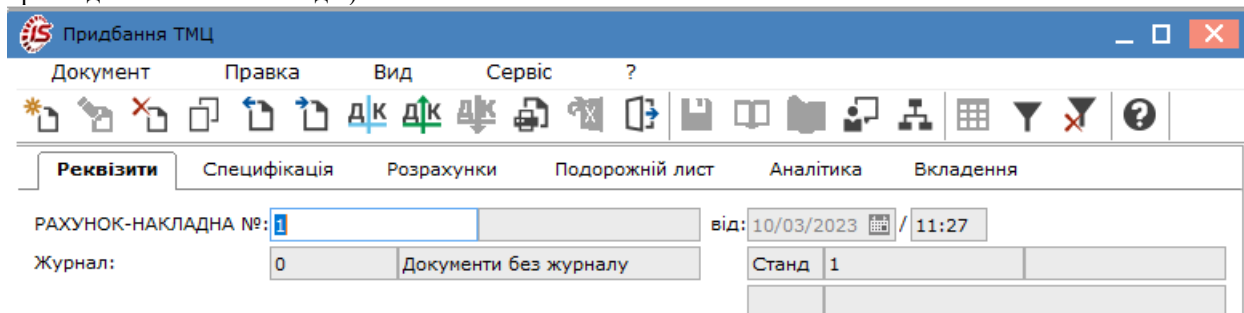 Придбання ТМЦ
Документ Правка Вид Сервіс ?
Реквізити Специфікація Розрахунки Подорожній лист Аналітика Вкладення
РАХУНОК-НАКЛАДНА №: 1 від: 10/03/2023 / 11:27
Журнал: 0 Документи без журналу Станд 1